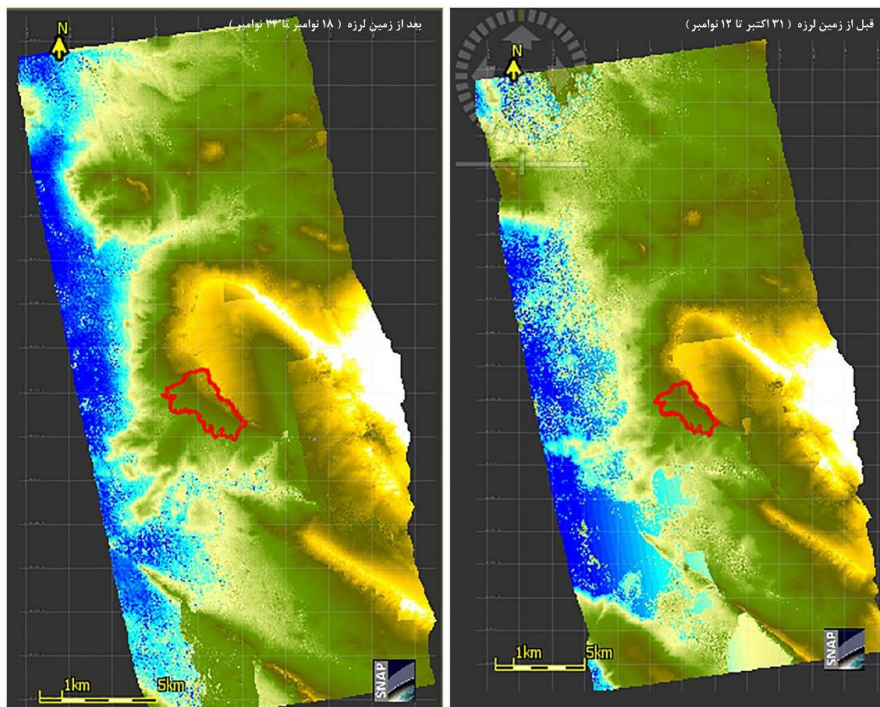 بعد از زمین لرزه ( ۱۸ نوامبر تا ۲۳ نوامبر)
N
1km 5km
SNAP
قبل از زمین لرزه ( ۳۱ اکتبر تا ۱۲ نوامبر)
N
1km 5km
SNAP